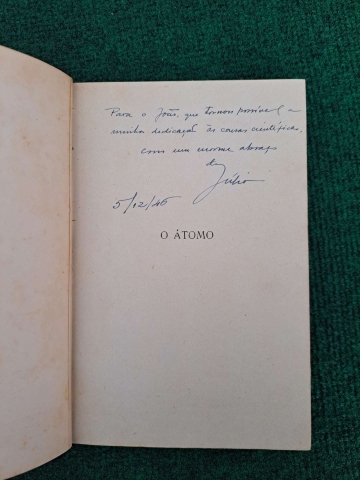 Para o João, que tornou possível a
minha dedicação às coisas científicas,
com um enorme abraço
do Júlio
5/12/46
O ÁTOMO